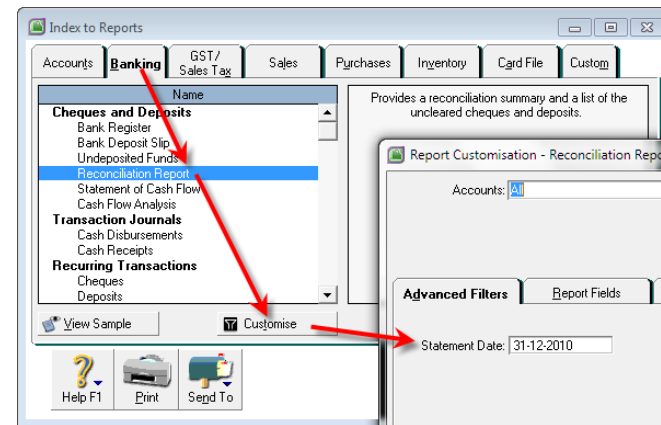 Index to Reports
Accounts
Banking
GST/
Sales Tax
Sales
Purchases
Inventory
Card File
Custom
Name
Cheques and Deposits
Bank Register
Bank Deposit Slip
Undeposited Funds
Reconciliation Report
Statement of Cash Flow
Cash Flow Analysis
Transaction Journals
Cash Disbursements
Cash Receipts
Recurring Transactions
Cheques
Deposits
Provides a reconciliation summary and a list of the
uncleared cheques and deposits.
View Sample
Customise
Help F1
Print
Send To
Report Customisation - Reconciliation Repo
Accounts: All
Advanced Filters
Report Fields
Statement Date: 31-12-2010